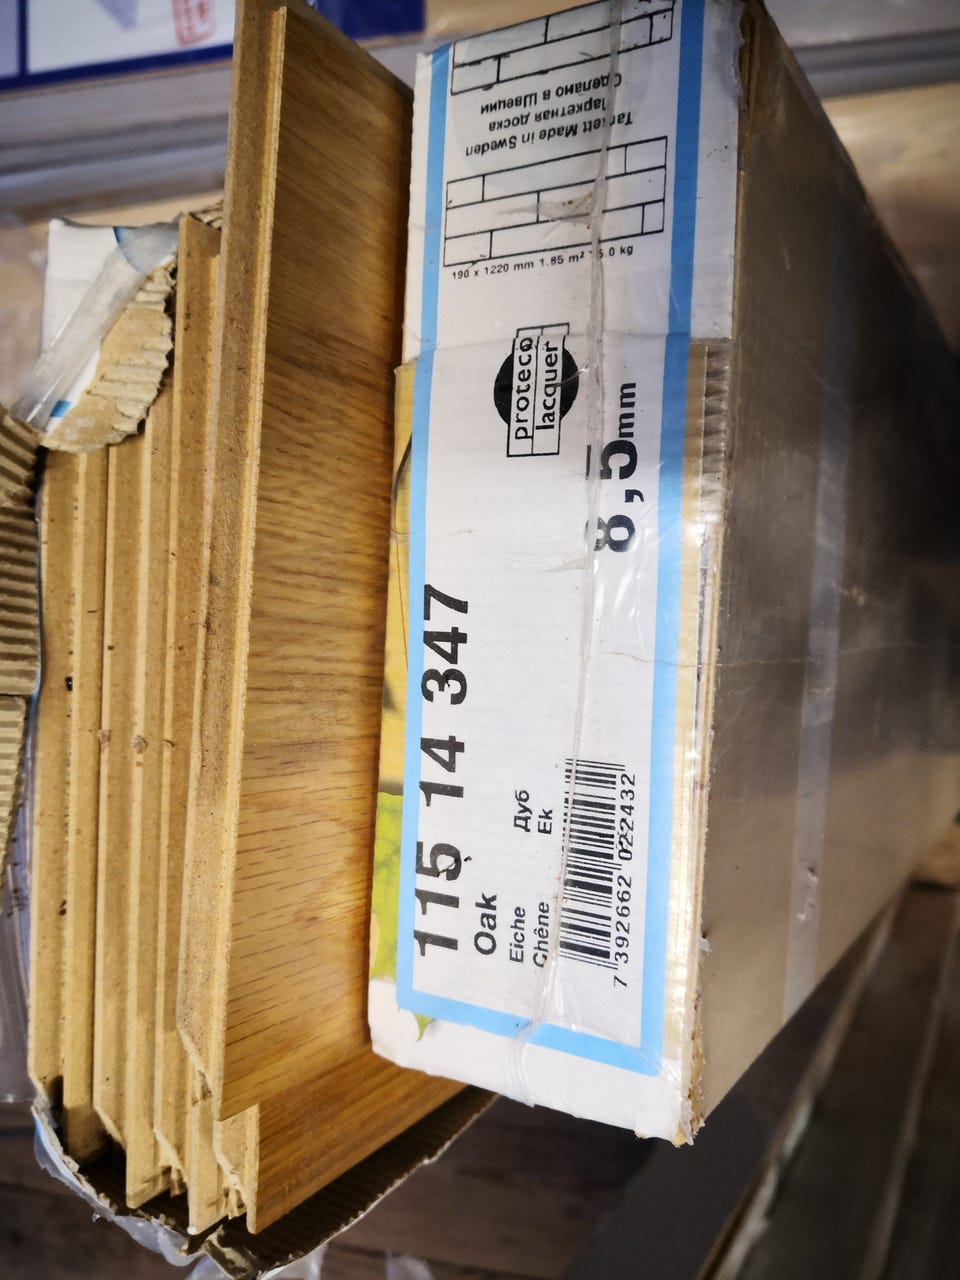 115 14 347
Oak
Eiche Дуб
Chêne Ek
7 392662 022432
8,5mm
proteco
lacquer
190 x 1220 mm 1.85 m²
Tarkett Made in Sweden
Паркетная доска
Сделано в Швеции